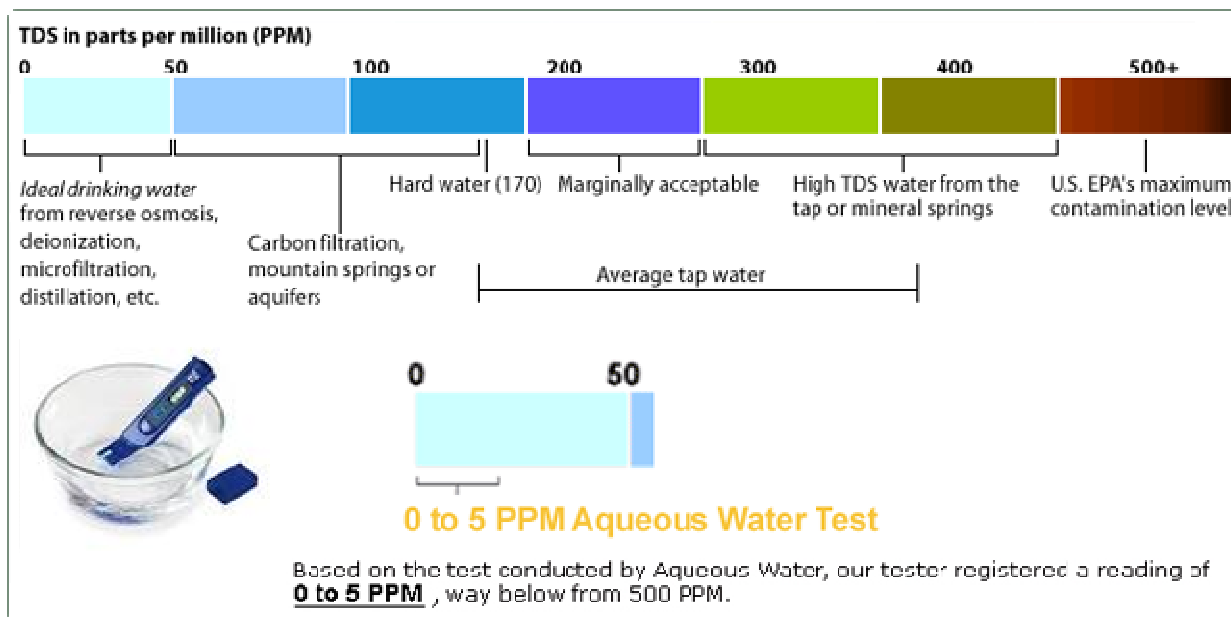 TDS in parts per million (PPM)
0 50 100 200 300 400 500+
Ideal drinking water
from reverse osmosis,
deionization,
microfiltration,
distillation, etc.
Carbon filtration,
mountain springs or
aquifers
Hard water (170)
Marginally acceptable
High TDS water from the
tap or mineral springs
U.S. EPA's maximum
contamination level
Average tap water
0 50
0 to 5 PPM Aqueous Water Test
Based on the test conducted by Aqueous Water, our tester registered a reading of
0 to 5 PPM , way below from 500 PPM.